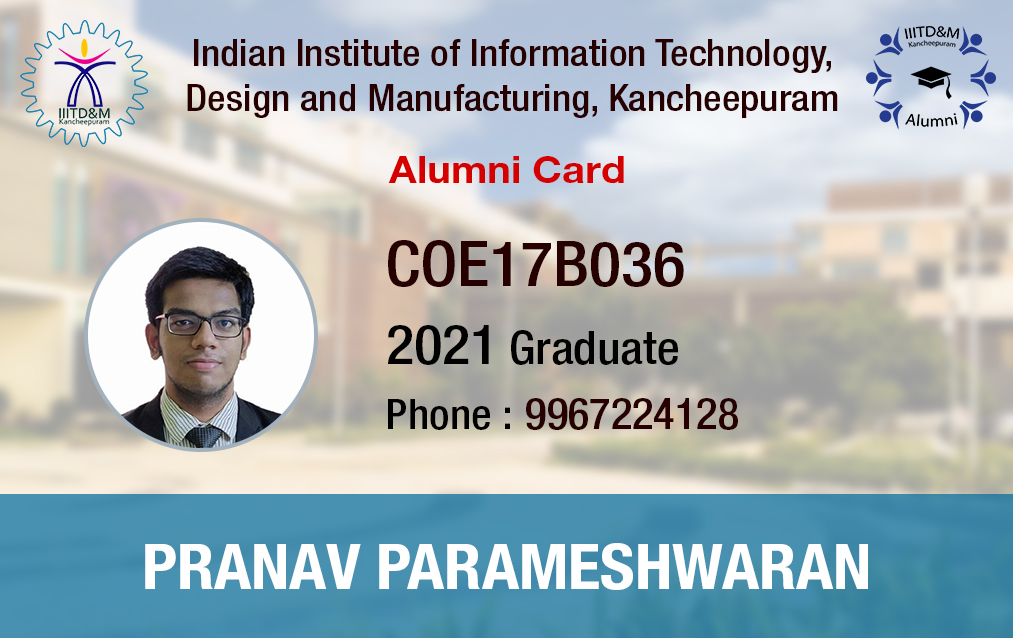 IIITD&M
Kancheepuram
Indian Institute of Information Technology,
Design and Manufacturing, Kancheepuram
IIITD&M
Kancheepuram
Alumni
Alumni Card
COE17B036
2021 Graduate
Phone : 9967224128
PRANAV PARAMESHWARAN